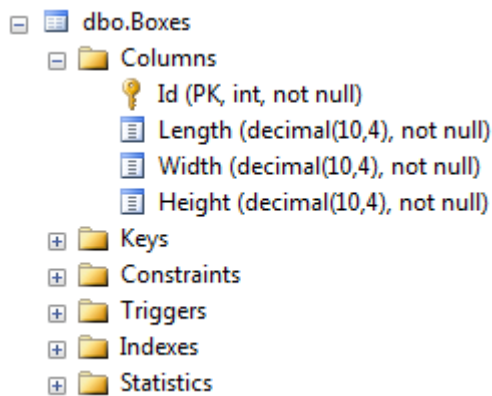 dbo.Boxes
Columns
Id (PK, int, not null)
Length (decimal(10,4), not null)
Width (decimal(10,4), not null)
Height (decimal(10,4), not null)
Keys
Constraints
Triggers
Indexes
Statistics